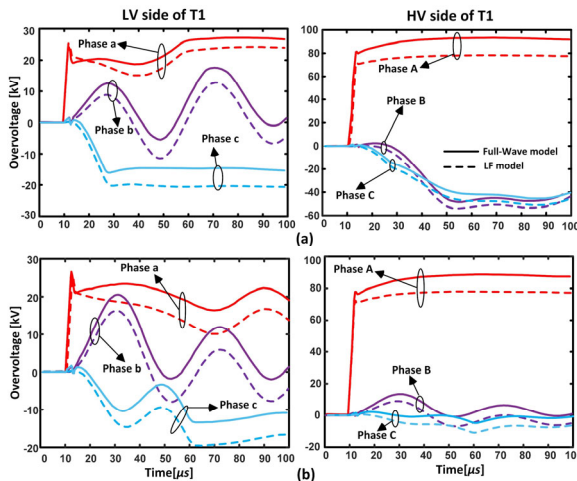 LV side of T1
HV side of T1
(a)
Overvoltage [kV]
30
20
10
0
-10
-20
-30
Phase a
Phase b
Phase c
0 10 20 30 40 50 60 70 80 90 100
100
80
60
40
20
0
-20
-40
-60
Phase A
Phase B
Phase C
Full-Wave model
LF model
0 10 20 30 40 50 60 70 80 90 100
(b)
Overvoltage [kV]
30
20
10
0
-10
-20
Phase a
Phase b
Phase c
0 10 20 30 40 50 60 70 80 90 100
Time[μs]
100
80
60
40
20
0
-20
Phase A
Phase B
Phase C
0 10 20 30 40 50 60 70 80 90 100
Time[μs]